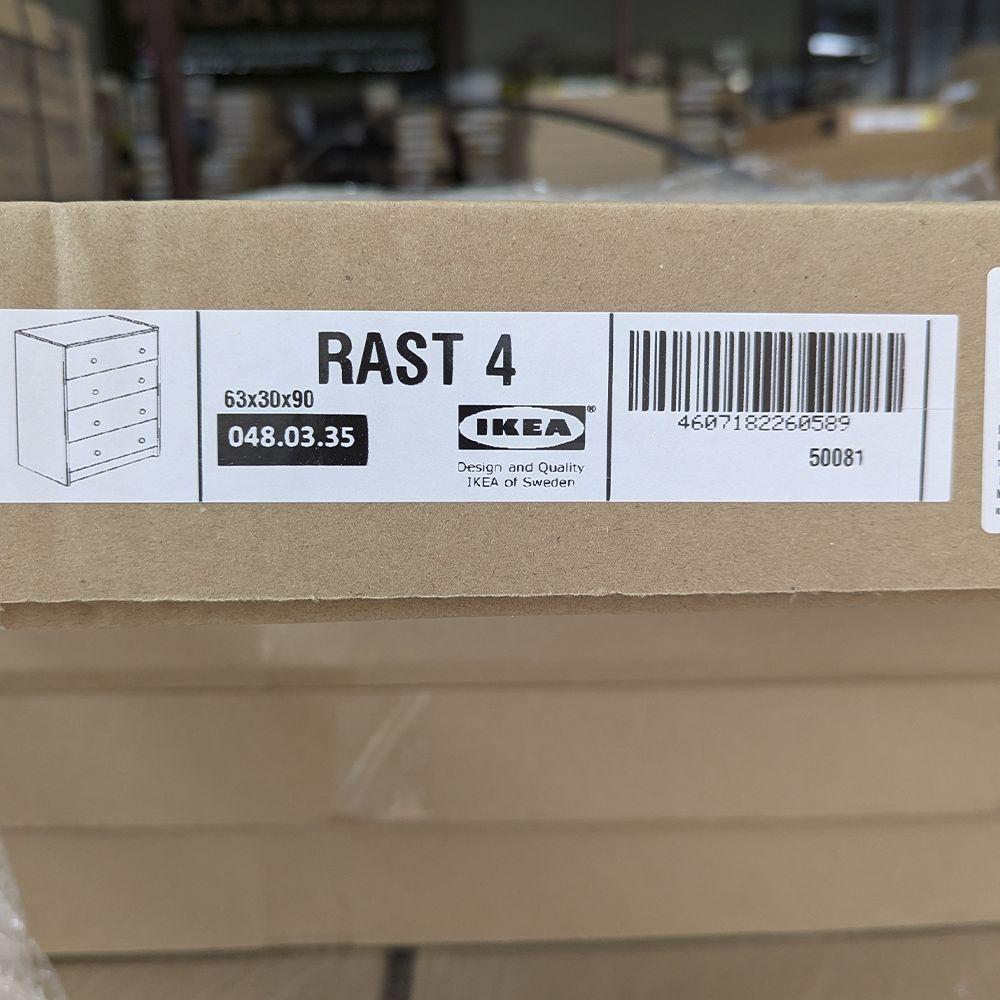 RAST 4
63x30x90
048.03.35
IKEA®
Design and Quality
IKEA of Sweden
4607182260589
50081